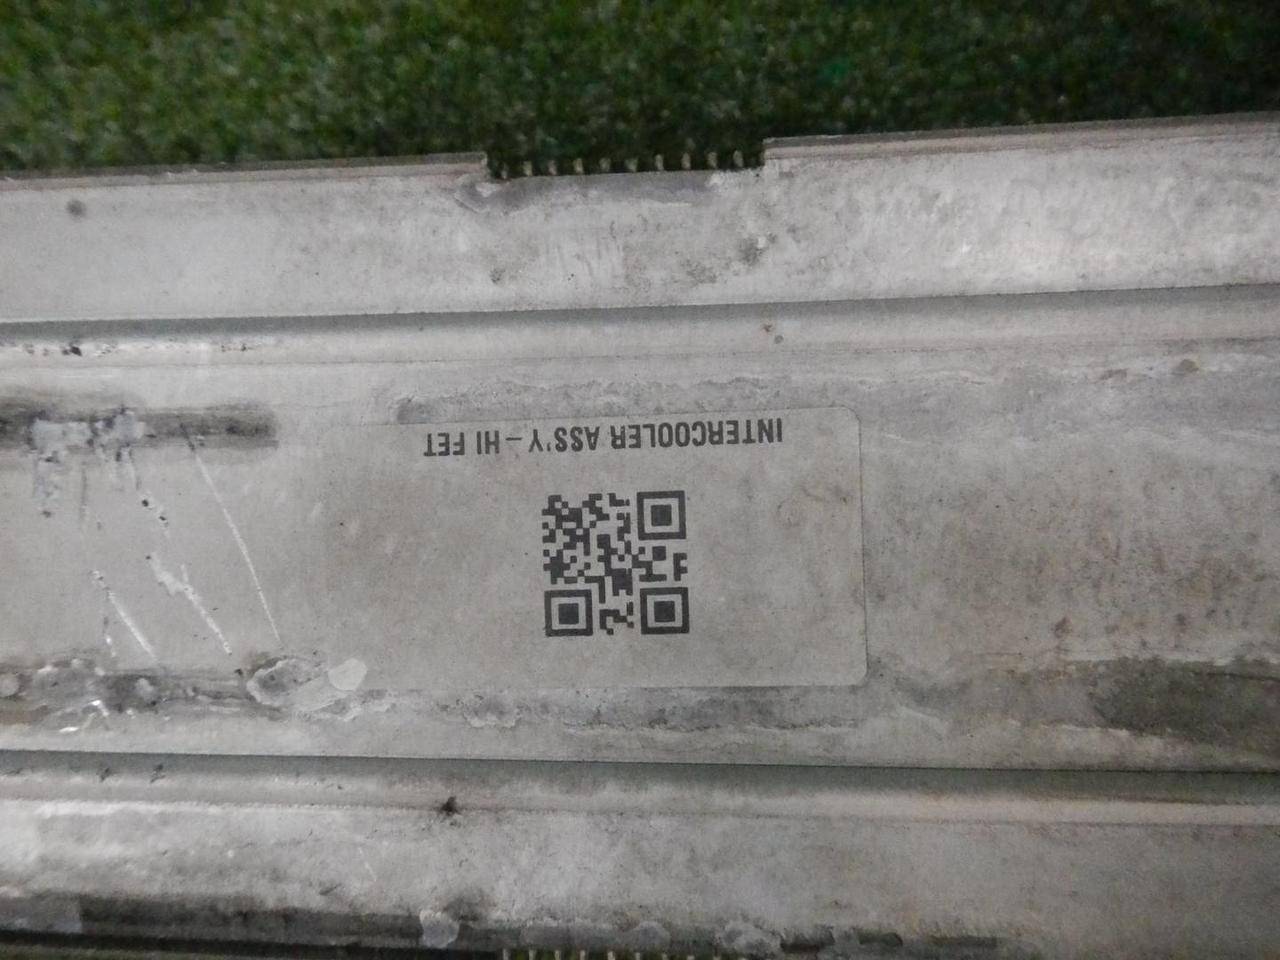 INTERCOOLER ASS'Y - HI FET